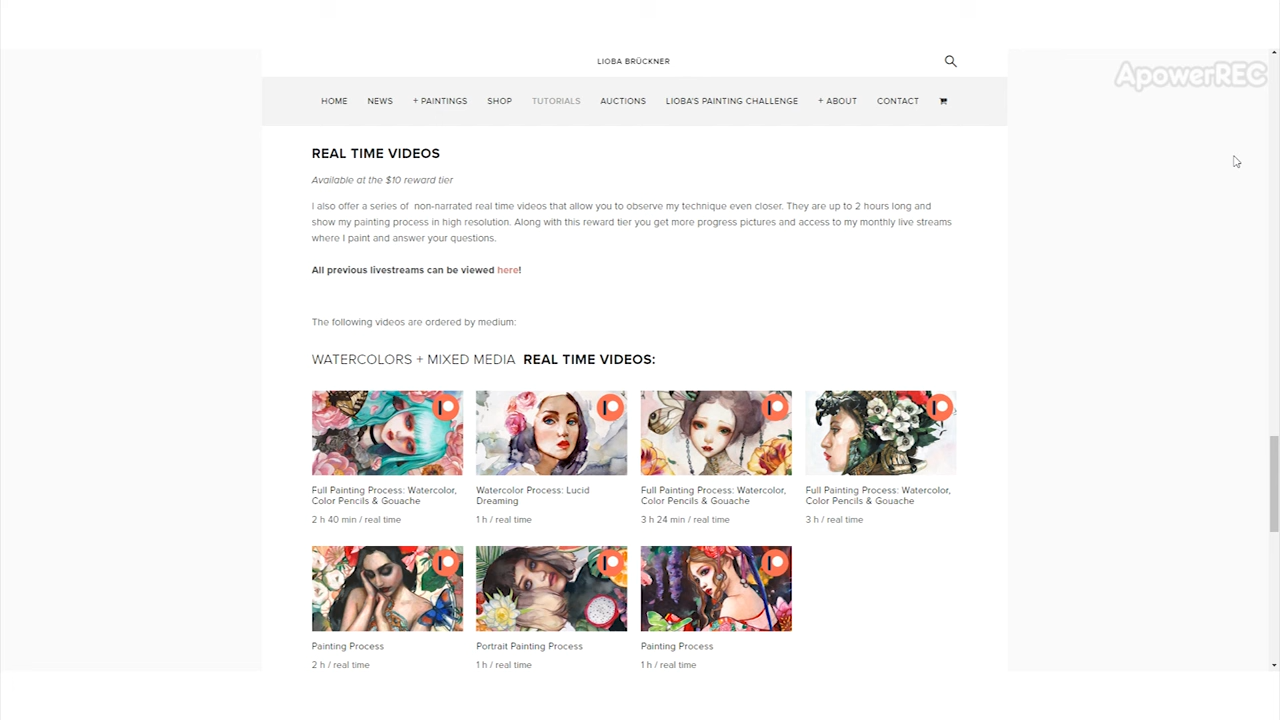 ApowerREC
LIOBA BRÜCKNER
HOME NEWS + PAINTINGS SHOP TUTORIALS AUCTIONS LIOBA'S PAINTING CHALLENGE + ABOUT CONTACT
REAL TIME VIDEOS
Available at the $10 reward tier
I also offer a series of non-narrated real time videos that allow you to observe my technique even closer. They are up to 2 hours long and
show my painting process in high resolution. Along with this reward tier you get more progress pictures and access to my monthly live streams
where I paint and answer your questions.
All previous livestreams can be viewed here!
The following videos are ordered by medium:
WATERCOLORS + MIXED MEDIA REAL TIME VIDEOS:
Full Painting Process: Watercolor,
Color Pencils & Gouache
2 h 40 min / real time
Watercolor Process: Lucid
Dreaming
1 h / real time
Full Painting Process: Watercolor,
Color Pencils & Gouache
3 h 24 min / real time
Full Painting Process: Watercolor,
Color Pencils & Gouache
3 h / real time
Painting Process
2 h / real time
Portrait Painting Process
1 h / real time
Painting Process
1 h / real time